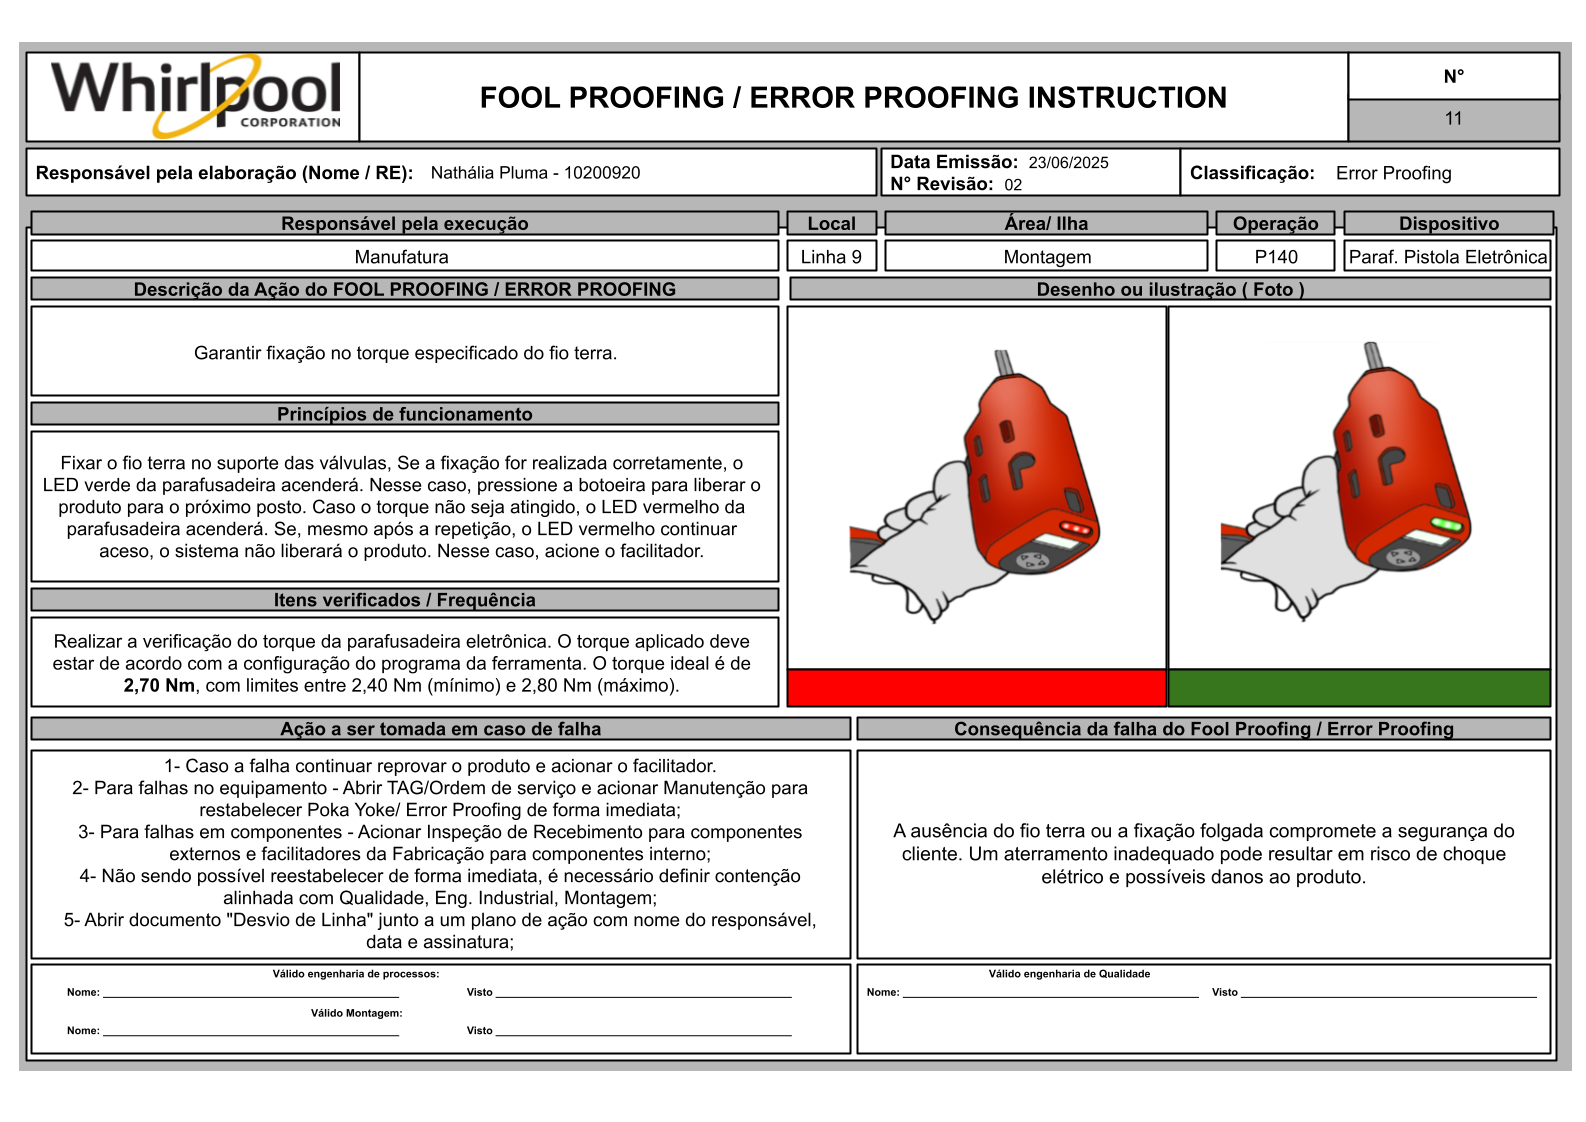 Whirlpool
CORPORATION
FOOL PROOFING / ERROR PROOFING INSTRUCTION
N°
11
Responsável pela elaboração (Nome / RE): Nathália Pluma - 10200920
Data Emissão: 23/06/2025
N° Revisão: 02
Classificação: Error Proofing
Responsável pela execução
Local
Área/ Ilha
Operação
Dispositivo
Manufatura
Linha 9
Montagem
P140
Paraf. Pistola Eletrônica
Descrição da Ação do FOOL PROOFING / ERROR PROOFING
Desenho ou ilustração ( Foto )
Garantir fixação no torque especificado do fio terra.
Princípios de funcionamento
Fixar o fio terra no suporte das válvulas, Se a fixação for realizada corretamente, o
LED verde da parafusadeira acenderá. Nesse caso, pressione a botoeira para liberar o
produto para o próximo posto. Caso o torque não seja atingido, o LED vermelho da
parafusadeira acenderá. Se, mesmo após a repetição, o LED vermelho continuar
aceso, o sistema não liberará o produto. Nesse caso, acione o facilitador.
Itens verificados / Frequência
Realizar a verificação do torque da parafusadeira eletrônica. O torque aplicado deve
estar de acordo com a configuração do programa da ferramenta. O torque ideal é de
2,70 Nm, com limites entre 2,40 Nm (mínimo) e 2,80 Nm (máximo).
Ação a ser tomada em caso de falha
1- Caso a falha continuar reprovar o produto e acionar o facilitador.
2- Para falhas no equipamento - Abrir TAG/Ordem de serviço e acionar Manutenção para
restabelecer Poka Yoke/ Error Proofing de forma imediata;
3- Para falhas em componentes - Acionar Inspeção de Recebimento para componentes
externos e facilitadores da Fabricação para componentes interno;
4- Não sendo possível reestabelecer de forma imediata, é necessário definir contenção
alinhada com Qualidade, Eng. Industrial, Montagem;
5- Abrir documento "Desvio de Linha" junto a um plano de ação com nome do responsável,
data e assinatura;
Consequência da falha do Fool Proofing / Error Proofing
A ausência do fio terra ou a fixação folgada compromete a segurança do
cliente. Um aterramento inadequado pode resultar em risco de choque
elétrico e possíveis danos ao produto.
Válido engenharia de processos:
Nome: Visto
Válido Montagem:
Nome: Visto
Válido engenharia de Qualidade
Nome: Visto